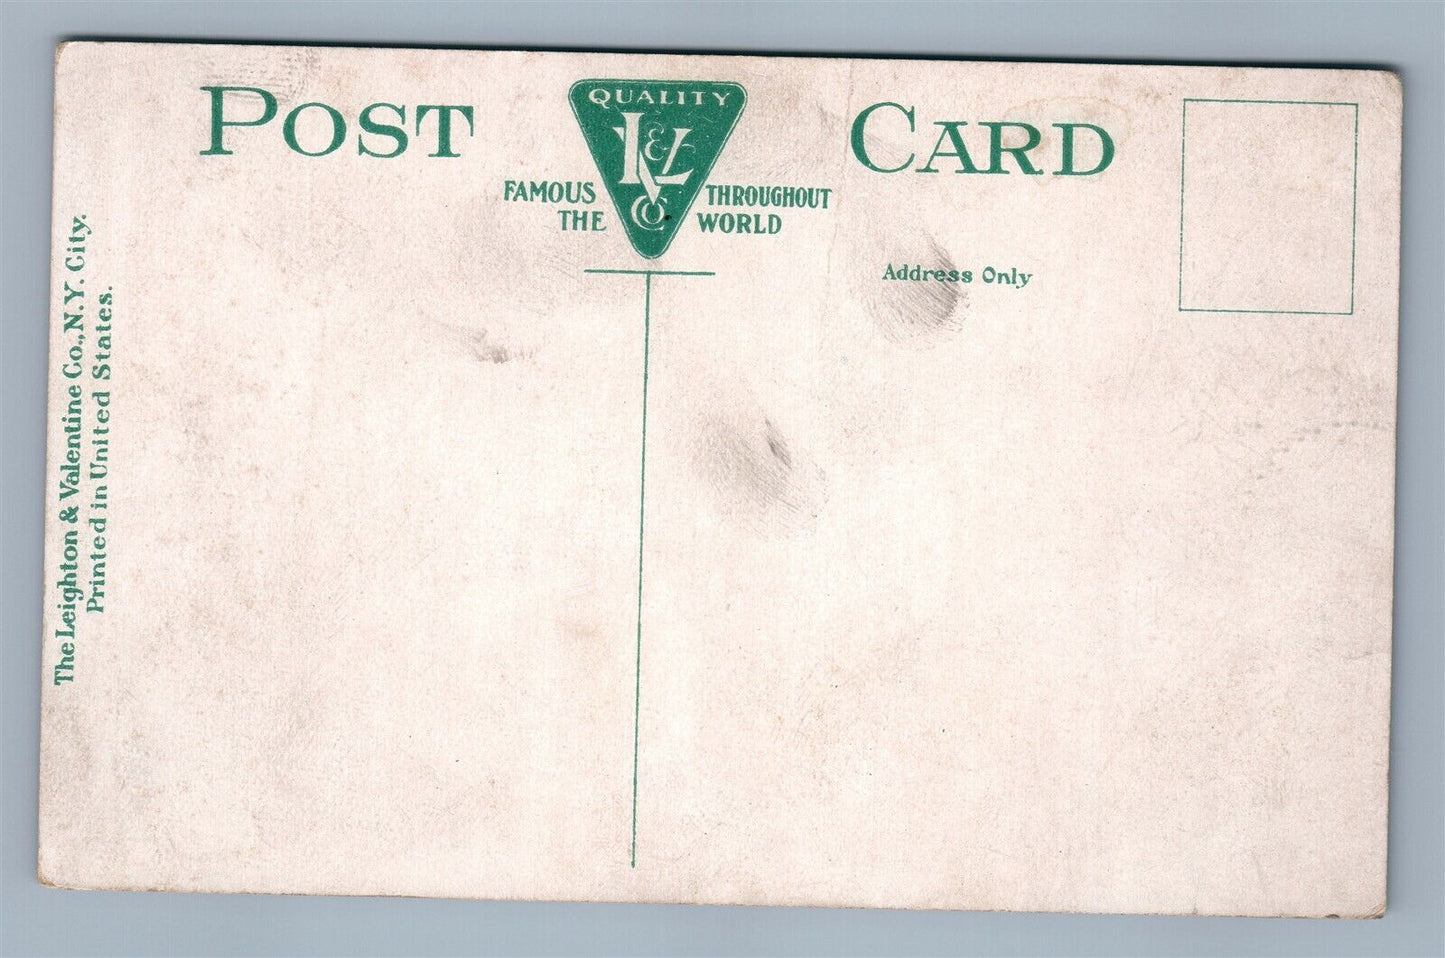 POST CARD
QUALITY
L&V
CO
FAMOUS THROUGHOUT
THE WORLD
Address Only
The Leighton & Valentine Co., N.Y. City.
Printed in United States.